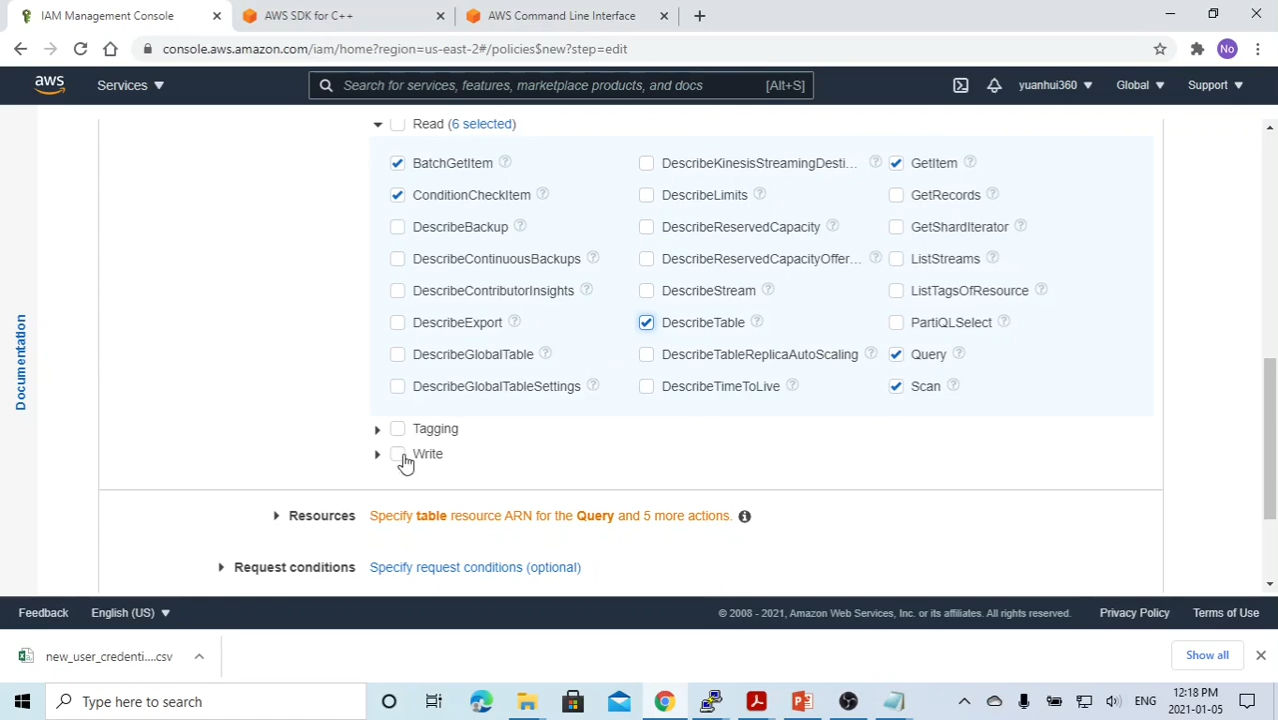 IAM Management Console
AWS SDK for C++
AWS Command Line Interface
console.aws.amazon.com/iam/home?region=us-east-2#/policies$new?step=edit
No
aws
Services
Search for services, features, marketplace products, and docs
[Alt+S]
yuanhui360
Global
Support
Documentation
Read (6 selected)
BatchGetItem
DescribeKinesisStreamingDesti...
GetItem
ConditionCheckItem
DescribeLimits
GetRecords
DescribeBackup
DescribeReservedCapacity
GetShardIterator
DescribeContinuousBackups
DescribeReservedCapacityOffer...
ListStreams
DescribeContributorInsights
DescribeStream
ListTagsOfResource
DescribeExport
DescribeTable
PartiQLSelect
DescribeGlobalTable
DescribeTableReplicaAutoScaling
Query
DescribeGlobalTableSettings
DescribeTimeToLive
Scan
Tagging
Write
Resources
Specify table resource ARN for the Query and 5 more actions.
Request conditions
Specify request conditions (optional)
Feedback
English (US)
© 2008 - 2021, Amazon Web Services, Inc. or its affiliates. All rights reserved.
Privacy Policy
Terms of Use
new_user_credenti....csv
Show all
Type here to search
ENG
12:18 PM
2021-01-05